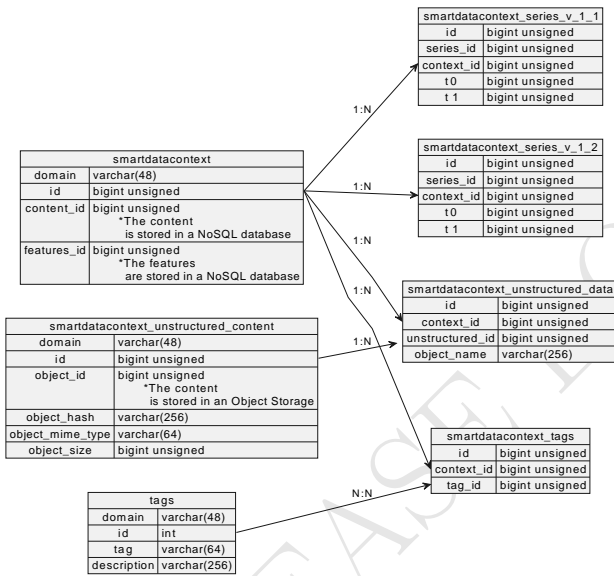 smartdatacontext_series_v_1_1
id bigint unsigned
series_id bigint unsigned
context_id bigint unsigned
t0 bigint unsigned
t1 bigint unsigned
1:N
smartdatacontext_series_v_1_2
id bigint unsigned
series_id bigint unsigned
context_id bigint unsigned
t0 bigint unsigned
t1 bigint unsigned
1:N
smartdatacontext
domain varchar(48)
id bigint unsigned
content_id bigint unsigned
*The content
is stored in a NoSQL database
features_id bigint unsigned
*The features
are stored in a NoSQL database
1:N
1:N
smartdatacontext_unstructured_data
id bigint unsigned
context_id bigint unsigned
unstructured_id bigint unsigned
object_name varchar(256)
smartdatacontext_unstructured_content
domain varchar(48)
id bigint unsigned
object_id bigint unsigned
*The content
is stored in an Object Storage
object_hash varchar(256)
object_mime_type varchar(64)
object_size bigint unsigned
1:N
smartdatacontext_tags
id bigint unsigned
context_id bigint unsigned
tag_id bigint unsigned
tags
domain varchar(48)
id int
tag varchar(64)
description varchar(256)
N:N